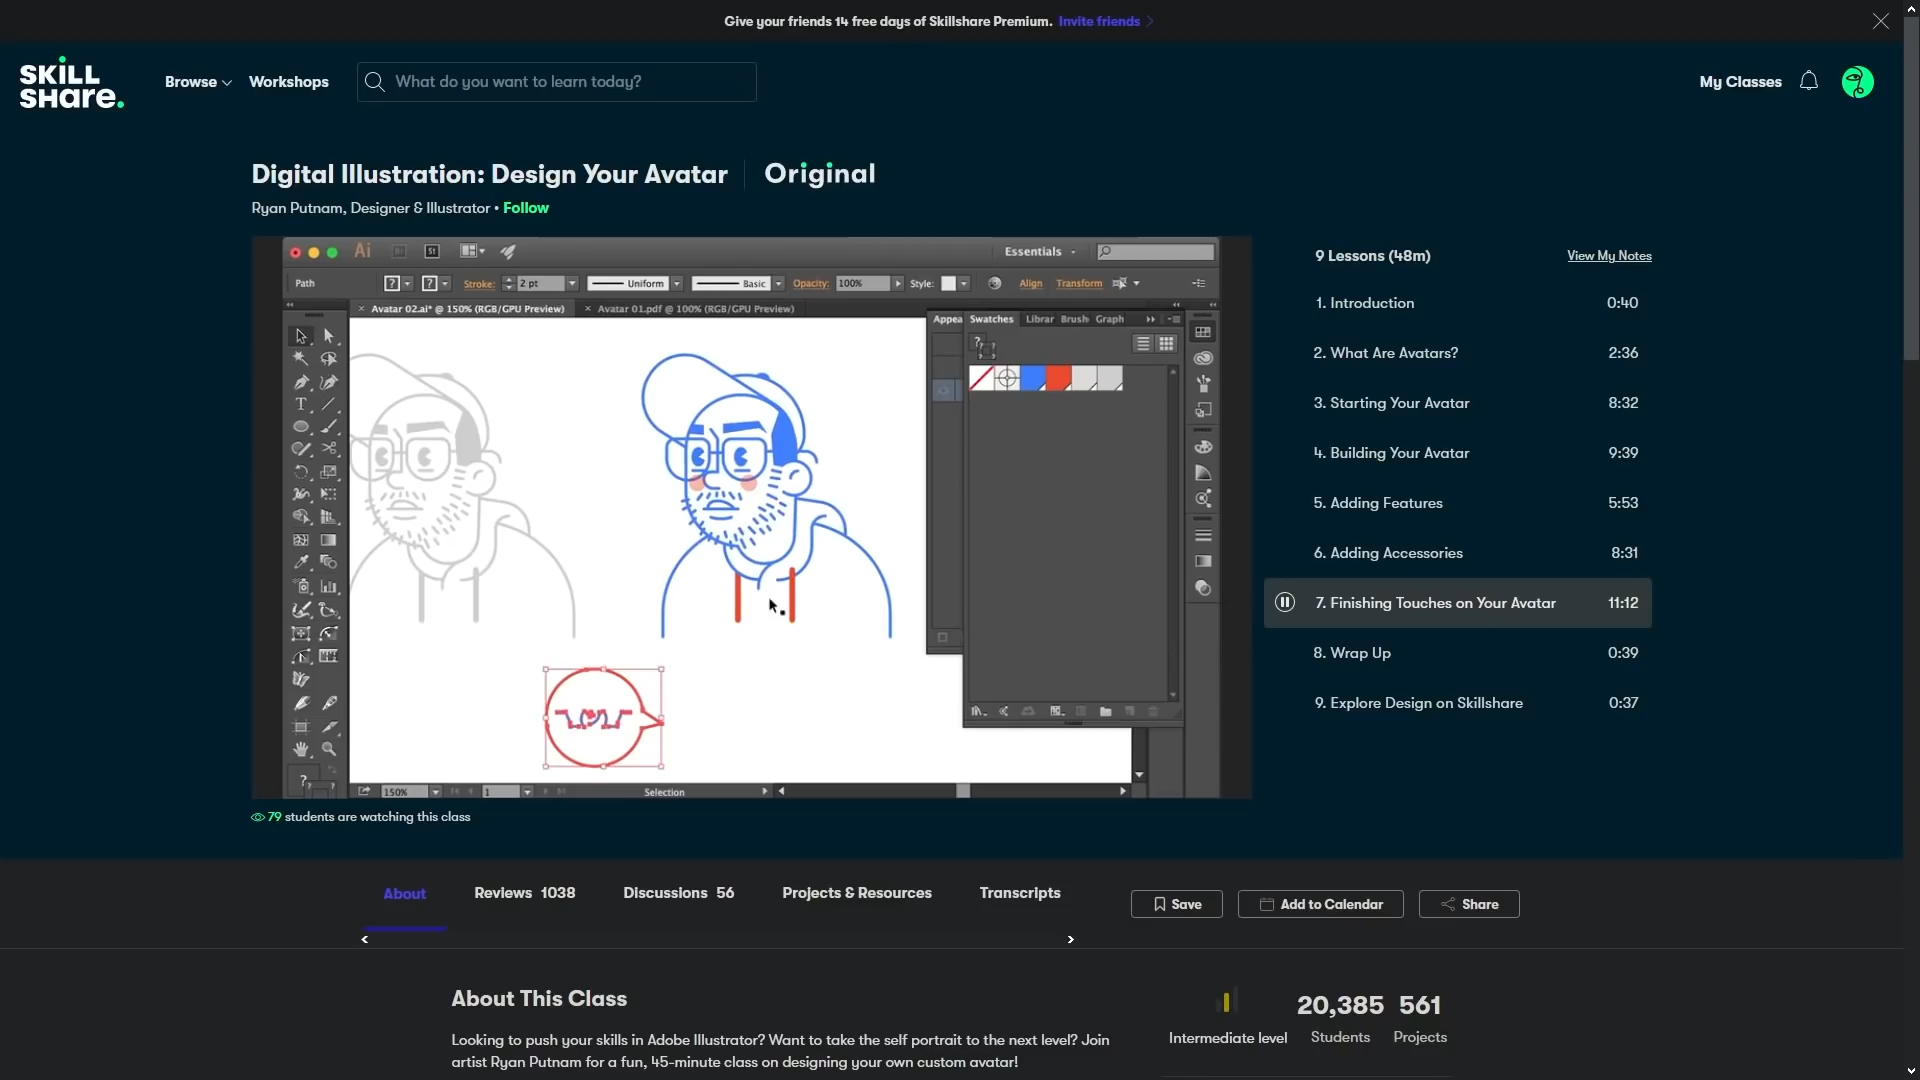 Give your friends 14 free days of Skillshare Premium. Invite friends
SKILL
SHare.
Browse
Workshops
What do you want to learn today?
My Classes
Digital Illustration: Design Your Avatar
Original
Ryan Putnam, Designer & Illustrator • Follow
Ai
St
Essentials
Path
Stroke: 2 pt
Uniform
Basic
Opacity: 100%
Style:
Align
Transform
Avatar 02.ai* @ 150% (RGB/GPU Preview)
Avatar 01.pdf @ 100% (RGB/GPU Preview)
Appea
Swatches
Librar
Brush
Graph
150%
1
Selection
79 students are watching this class
9 Lessons (48m)
View My Notes
1. Introduction 0:40
2. What Are Avatars? 2:36
3. Starting Your Avatar 8:32
4. Building Your Avatar 9:39
5. Adding Features 5:53
6. Adding Accessories 8:31
7. Finishing Touches on Your Avatar 11:12
8. Wrap Up 0:39
9. Explore Design on Skillshare 0:37
About
Reviews 1038
Discussions 56
Projects & Resources
Transcripts
Save
Add to Calendar
Share
About This Class
Looking to push your skills in Adobe Illustrator? Want to take the self portrait to the next level? Join
artist Ryan Putnam for a fun, 45-minute class on designing your own custom avatar!
Intermediate level
20,385
Students
561
Projects